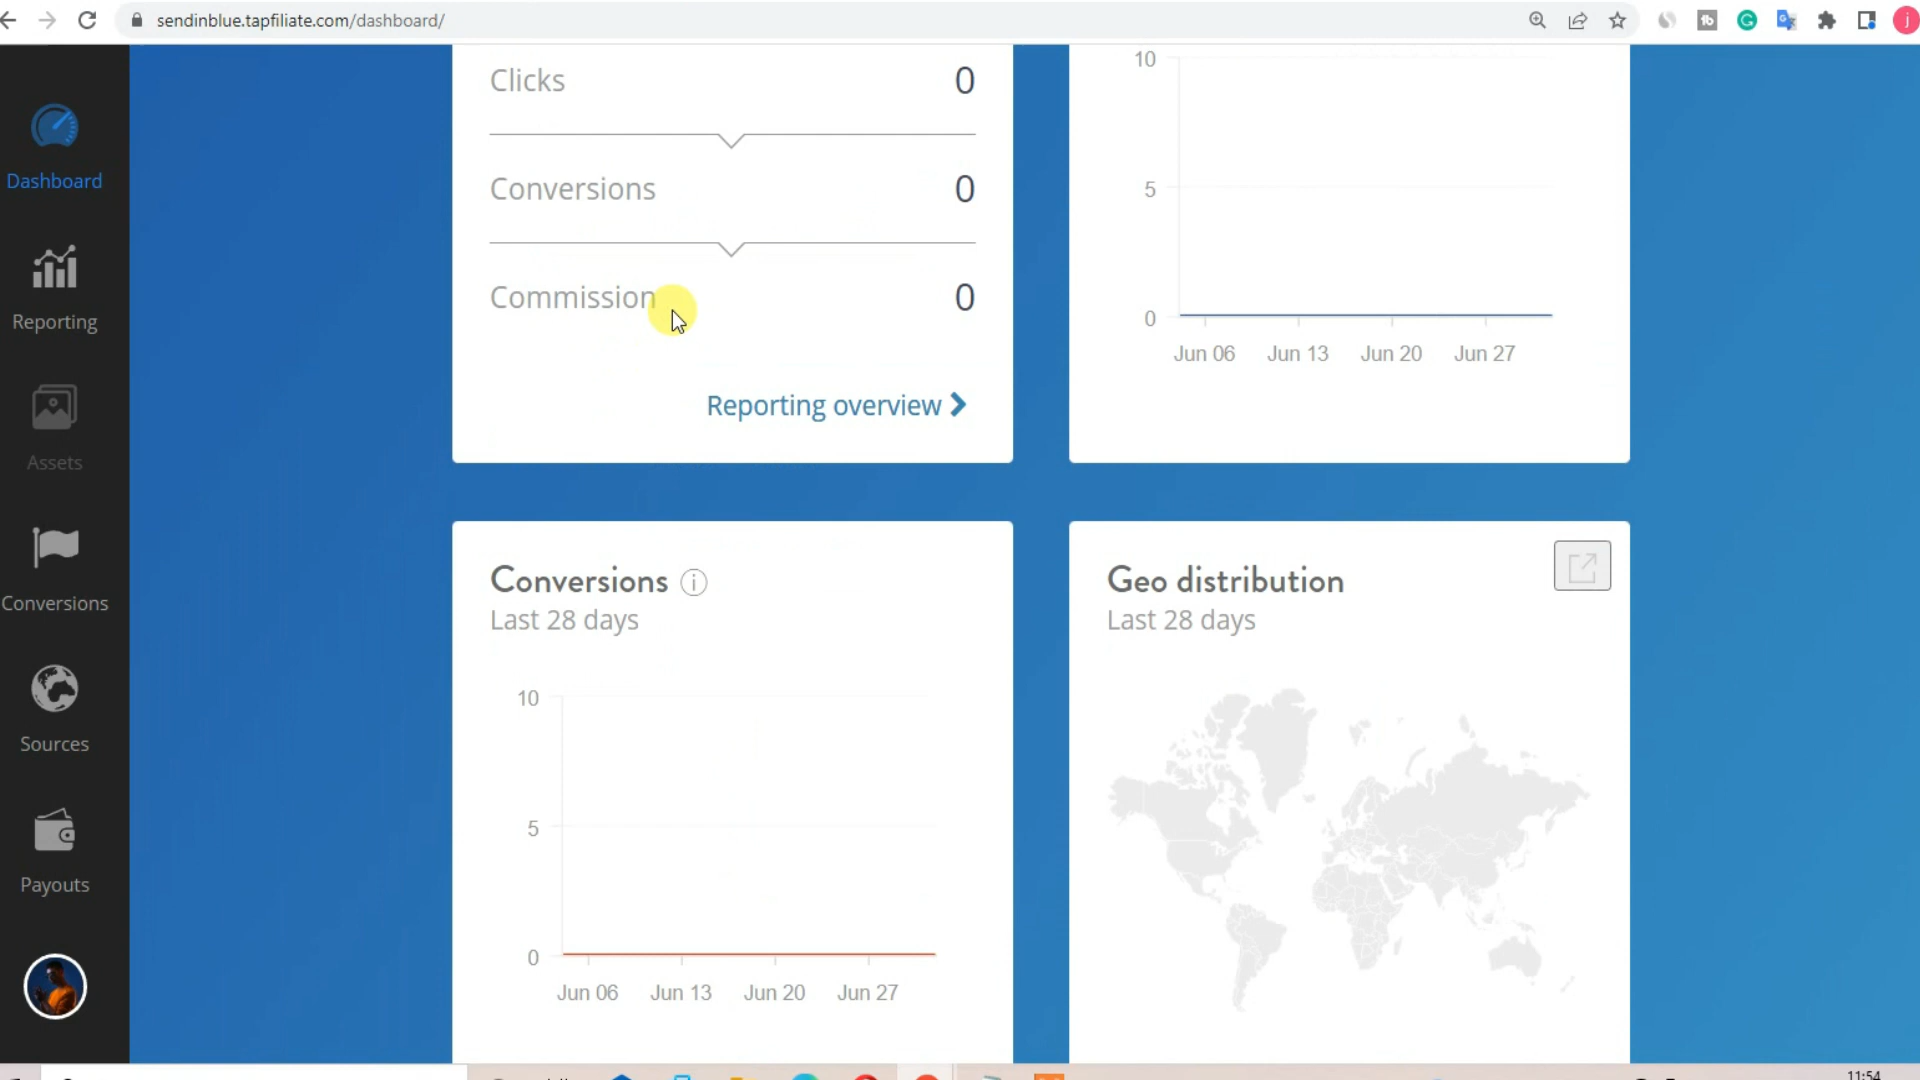 sendinblue.tapfiliate.com/dashboard/
Dashboard
Reporting
Assets
Conversions
Sources
Payouts
Clicks 0
Conversions 0
Commission 0
Reporting overview
10
5
0
Jun 06 Jun 13 Jun 20 Jun 27
Conversions
Last 28 days
10
5
0
Jun 06 Jun 13 Jun 20 Jun 27
Geo distribution
Last 28 days
11:54